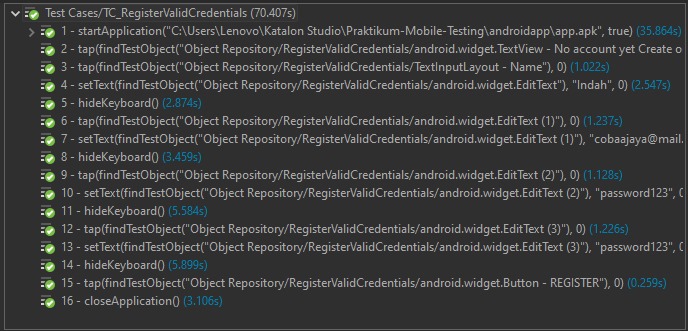 Test Cases/TC_RegisterValidCredentials (70.407s)
1 - startApplication("C:\Users\Lenovo\Katalon Studio\Praktikum-Mobile-Testing\androidapp\app.apk", true) (35.864s)
2 - tap(findTestObject("Object Repository/RegisterValidCredentials/android.widget.TextView - No account yet Create o
3 - tap(findTestObject("Object Repository/RegisterValidCredentials/TextInputLayout - Name"), 0) (1.022s)
4 - setText(findTestObject("Object Repository/RegisterValidCredentials/android.widget.EditText"), "Indah", 0) (2.547s)
5 - hideKeyboard() (2.874s)
6 - tap(findTestObject("Object Repository/RegisterValidCredentials/android.widget.EditText (1)"), 0) (1.237s)
7 - setText(findTestObject("Object Repository/RegisterValidCredentials/android.widget.EditText (1)"), "cobaajaya@mail.
8 - hideKeyboard() (3.459s)
9 - tap(findTestObject("Object Repository/RegisterValidCredentials/android.widget.EditText (2)"), 0) (1.128s)
10 - setText(findTestObject("Object Repository/RegisterValidCredentials/android.widget.EditText (2)"), "password123", 0
11 - hideKeyboard() (5.584s)
12 - tap(findTestObject("Object Repository/RegisterValidCredentials/android.widget.EditText (3)"), 0) (1.226s)
13 - setText(findTestObject("Object Repository/RegisterValidCredentials/android.widget.EditText (3)"), "password123", 0
14 - hideKeyboard() (5.899s)
15 - tap(findTestObject("Object Repository/RegisterValidCredentials/android.widget.Button - REGISTER"), 0) (0.259s)
16 - closeApplication() (3.106s)